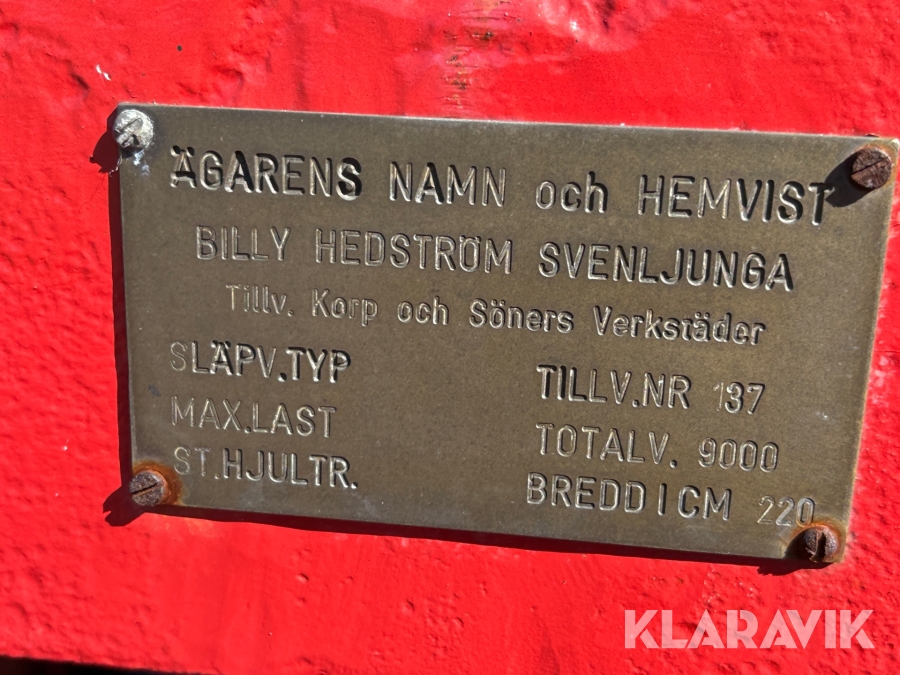 ÄGARENS NAMN och HEMVIST
BILLY HEDSTRÖM SVENLJUNGA
Tillv. Korp och Söners Verkstäder
SLÄPV.TYP
TILLV.NR 137
MAX.LAST
TOTALV. 9000
ST.HJULTR.
BREDD I CM 220
KLARAVIK